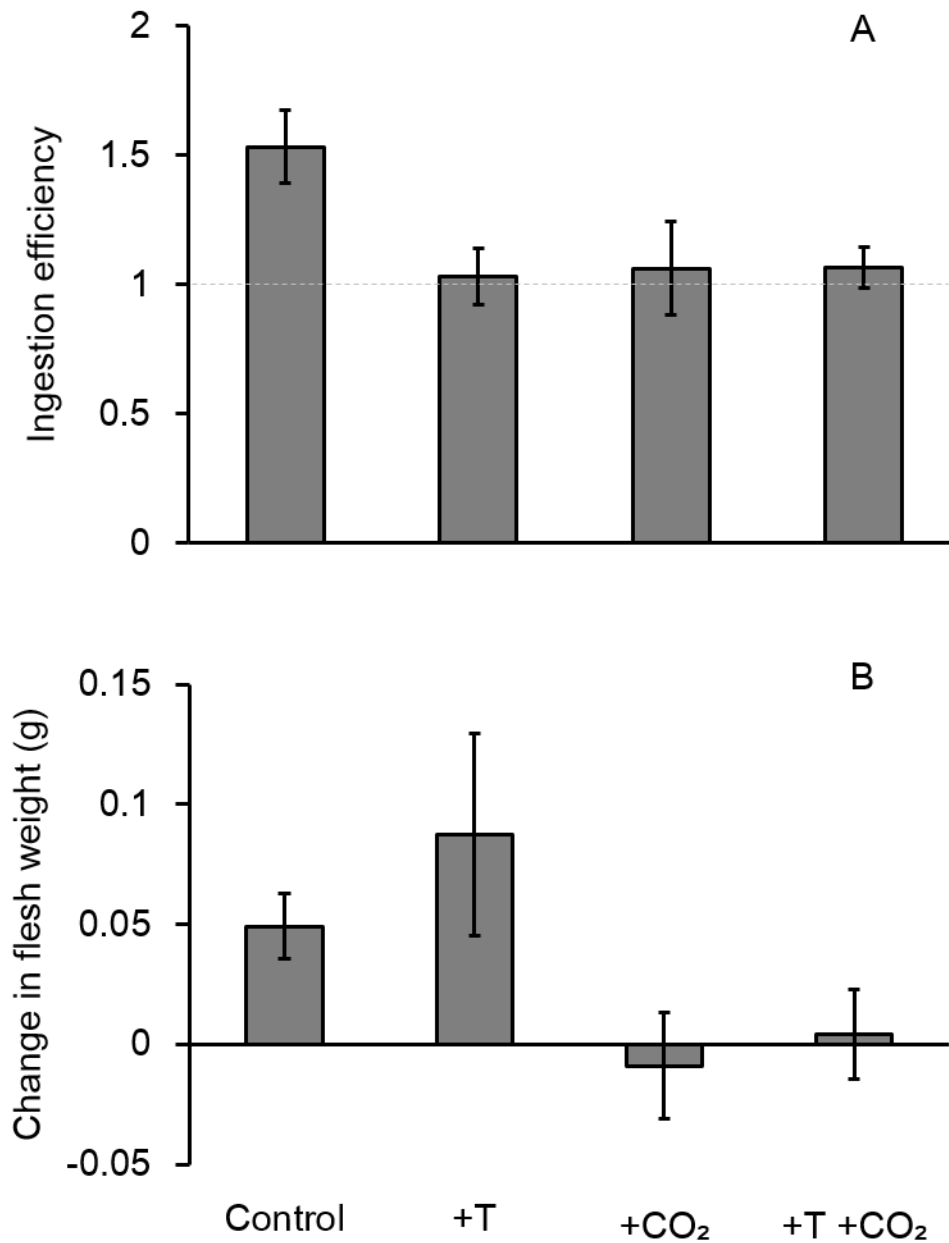 A
Ingestion efficiency
2
1.5
1
0.5
0
B
Change in flesh weight (g)
0.15
0.1
0.05
0
-0.05
Control +T +CO₂ +T +CO₂